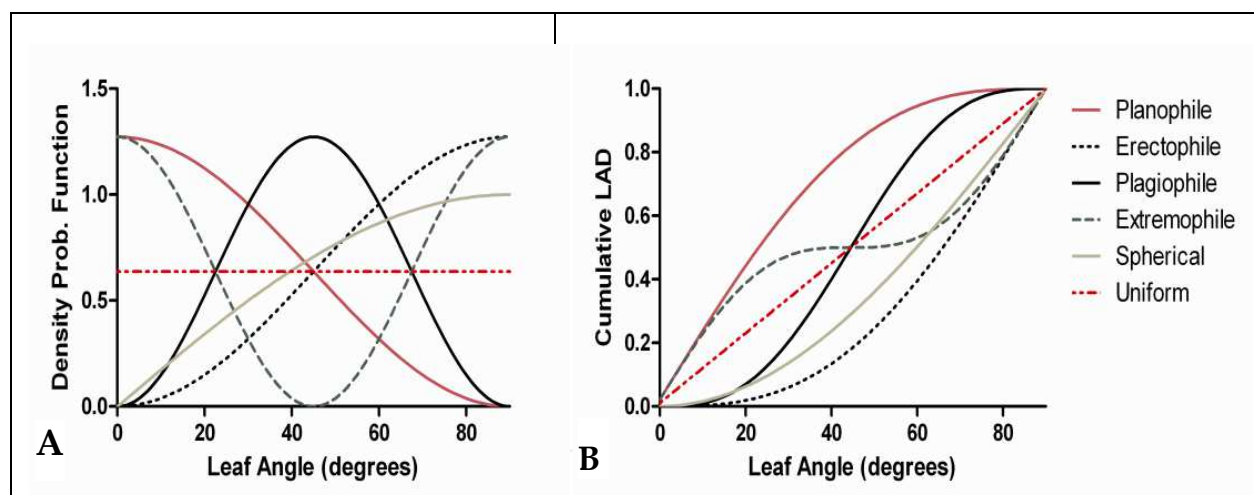 Density Prob. Function
1.5
1.0
0.5
0.0
0 20 40 60 80
Leaf Angle (degrees)
A
Cumulative LAD
1.0
0.8
0.6
0.4
0.2
0.0
0 20 40 60 80
Leaf Angle (degrees)
B
Planophile
Erectophile
Plagiophile
Extremophile
Spherical
Uniform